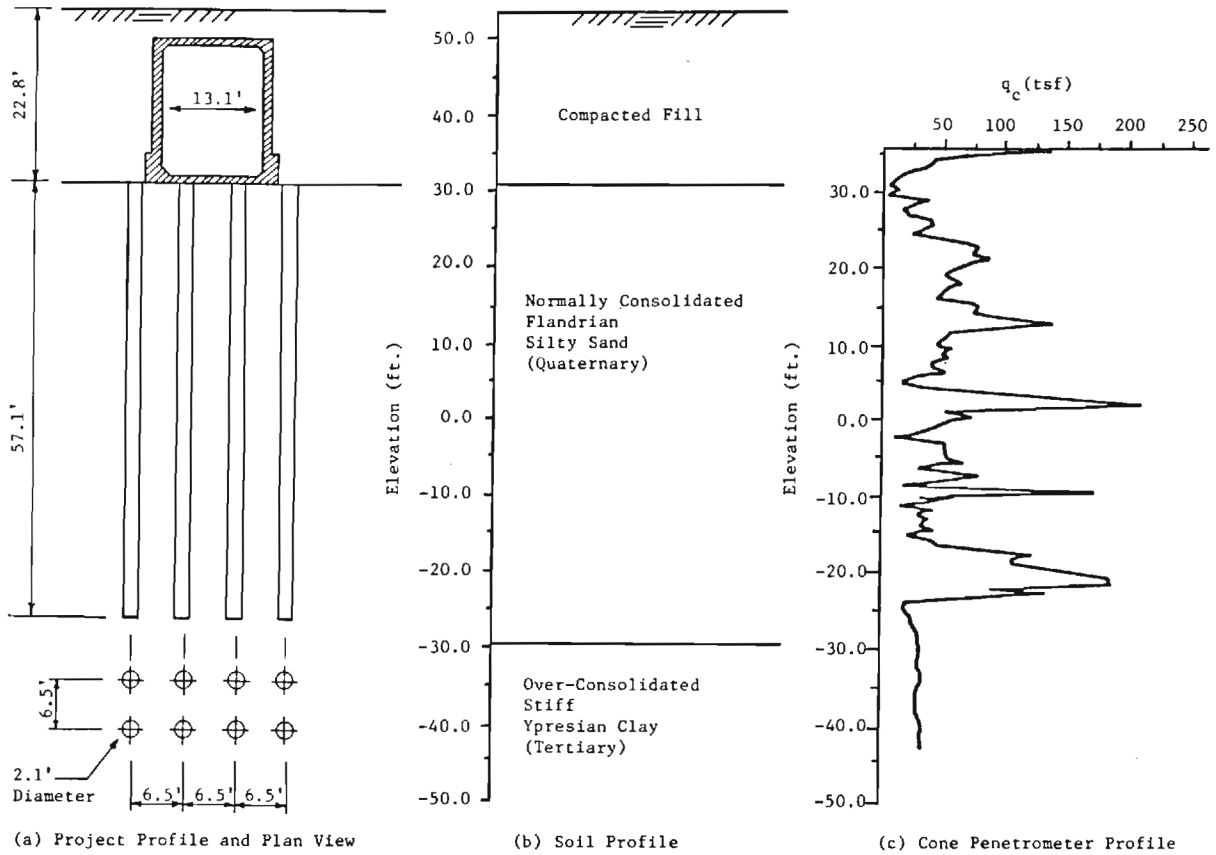 22.8'
13.1'
57.1'
6.5'
2.1'
Diameter
6.5'
6.5'
6.5'
(a) Project Profile and Plan View
Elevation (ft.)
50.0
40.0
30.0
20.0
10.0
0.0
-10.0
-20.0
-30.0
-40.0
-50.0
Compacted Fill
Normally Consolidated
Flandrian
Silty Sand
(Quaternary)
Over-Consolidated
Stiff
Ypresian Clay
(Tertiary)
(b) Soil Profile
q_c(tsf)
50 100 150 200 250
Elevation (ft.)
30.0
20.0
10.0
0.0
-10.0
-20.0
-30.0
-40.0
-50.0
(c) Cone Penetrometer Profile